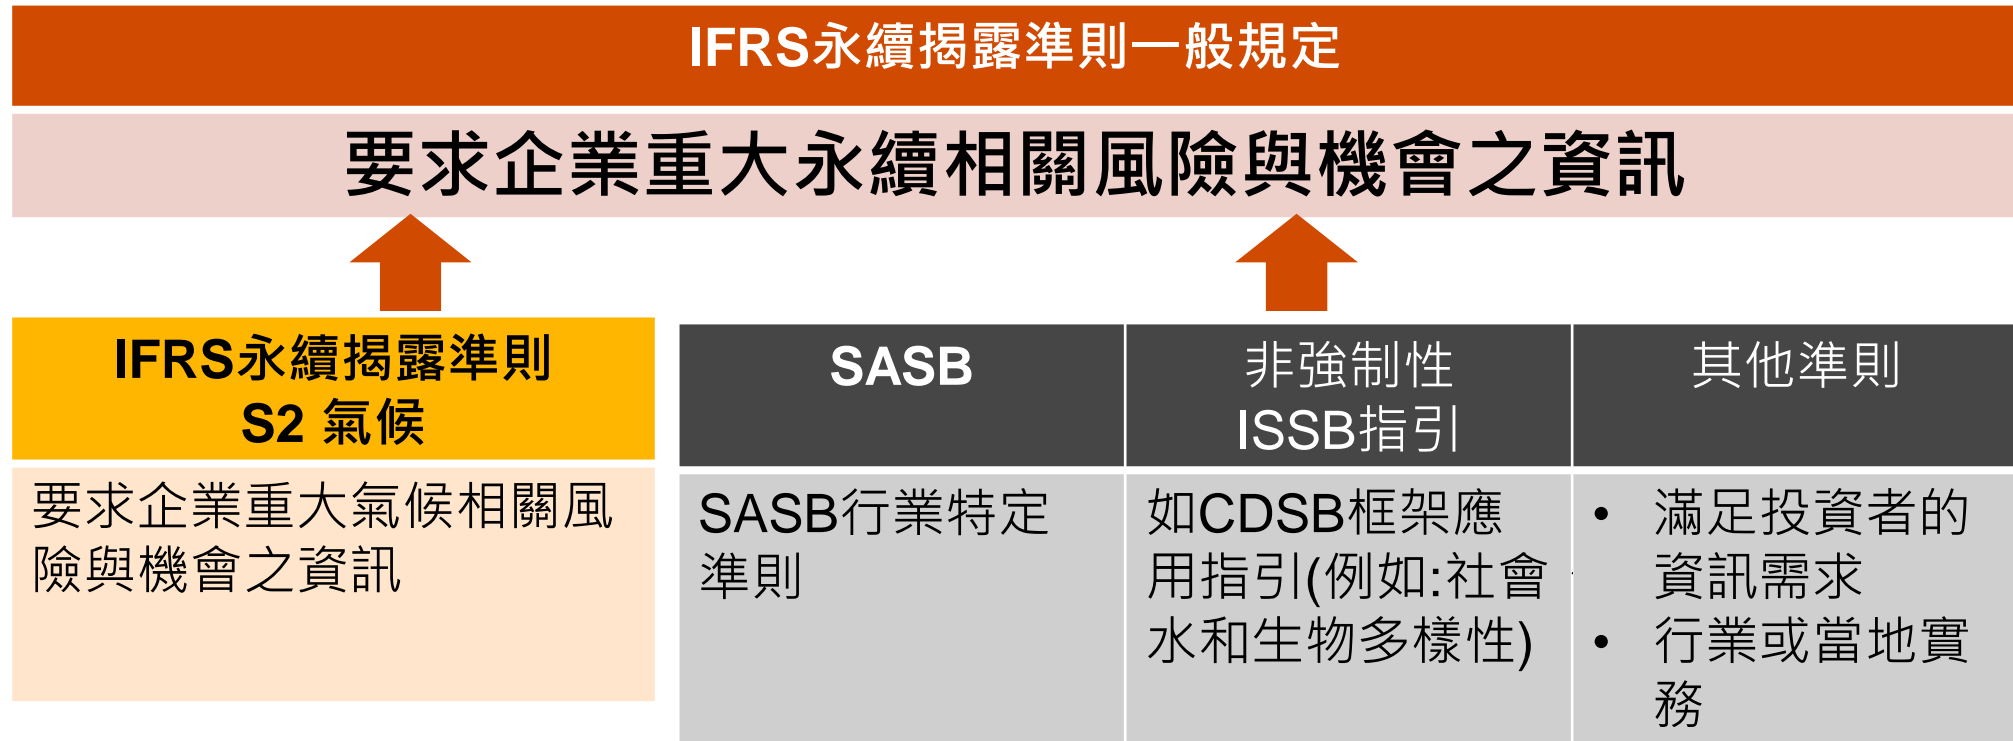 IFRS永續揭露準則一般規定
要求企業重大永續相關風險與機會之資訊
IFRS永續揭露準則
S2 氣候
要求企業重大氣候相關風
險與機會之資訊
SASB
SASB行業特定
準則
非強制性
ISSB指引
如CDSB框架應
用指引(例如:社會、
水和生物多樣性)
其他準則
• 滿足投資者的
資訊需求
• 行業或當地實
務